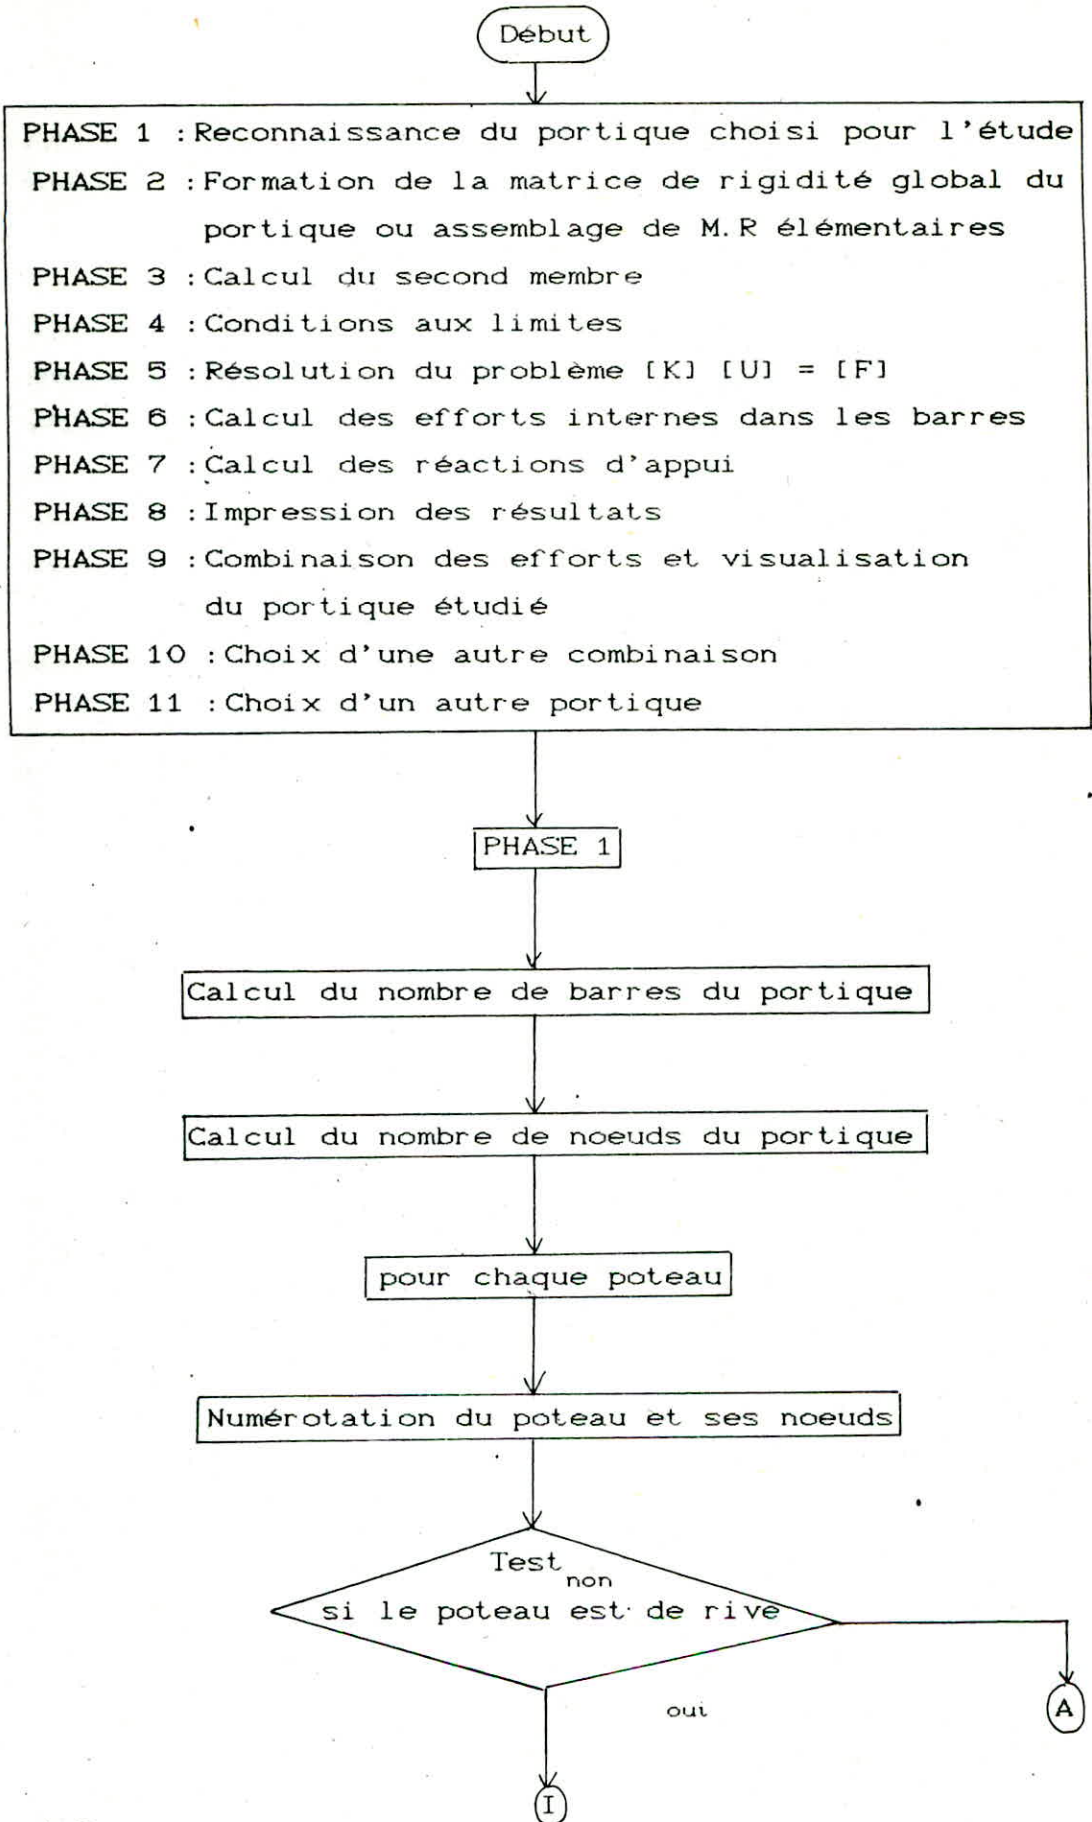 Début
PHASE 1 : Reconnaissance du portique choisi pour l'étude
PHASE 2 : Formation de la matrice de rigidité global du
portique ou assemblage de M.R élémentaires
PHASE 3 : Calcul du second membre
PHASE 4 : Conditions aux limites
PHASE 5 : Résolution du problème [K] [U] = [F]
PHASE 6 : Calcul des efforts internes dans les barres
PHASE 7 : Calcul des réactions d'appui
PHASE 8 : Impression des résultats
PHASE 9 : Combinaison des efforts et visualisation
du portique étudié
PHASE 10 : Choix d'une autre combinaison
PHASE 11 : Choix d'un autre portique
PHASE 1
Calcul du nombre de barres du portique
Calcul du nombre de noeuds du portique
pour chaque poteau
Numérotation du poteau et ses noeuds
Test
non
si le poteau est de rive
oui
A
I